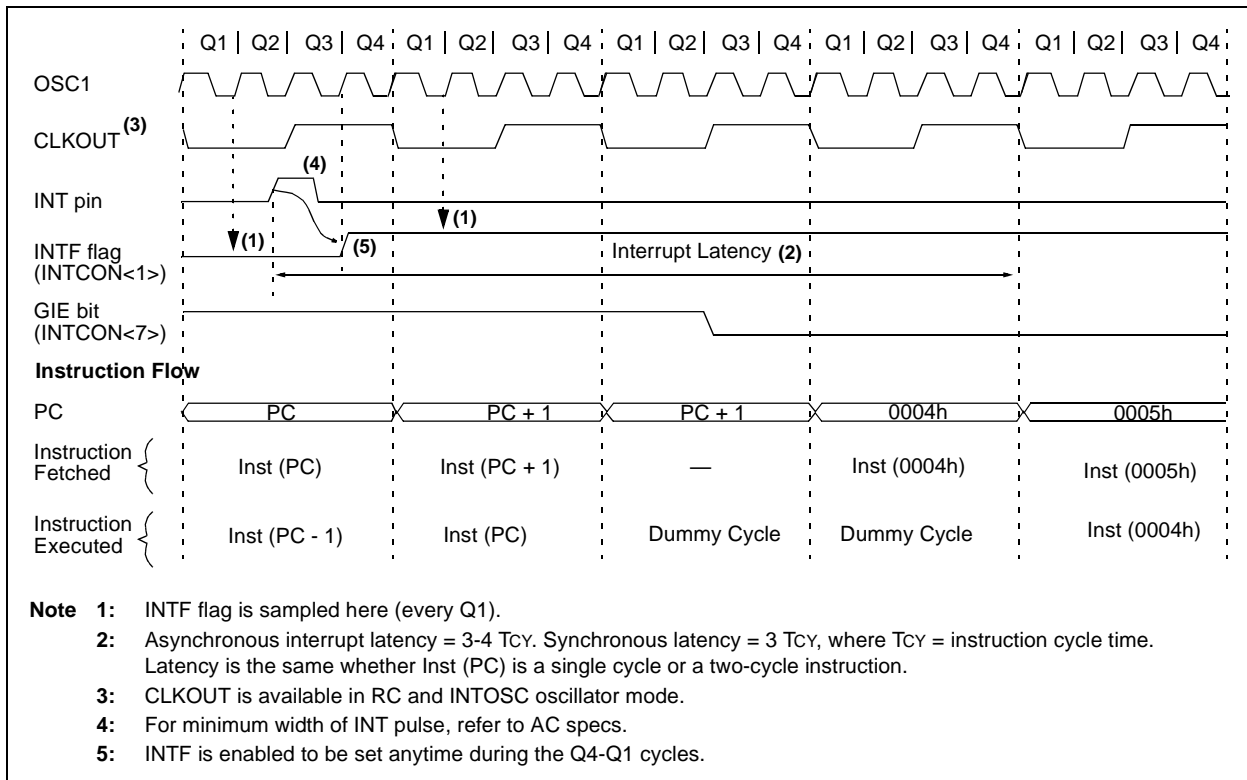 Q1 Q2 Q3 Q4 Q1 Q2 Q3 Q4 Q1 Q2 Q3 Q4 Q1 Q2 Q3 Q4 Q1 Q2 Q3 Q4
OSC1
CLKOUT (3)
(4)
INT pin
(1) (1)
INTF flag
(INTCON<1>)
(5)
Interrupt Latency (2)
GIE bit
(INTCON<7>)
Instruction Flow
PC PC PC + 1 PC + 1 0004h 0005h
Instruction
Fetched
Inst (PC) Inst (PC + 1) — Inst (0004h) Inst (0005h)
Instruction
Executed
Inst (PC - 1) Inst (PC) Dummy Cycle Dummy Cycle Inst (0004h)
Note 1: INTF flag is sampled here (every Q1).
2: Asynchronous interrupt latency = 3-4 TCY. Synchronous latency = 3 TCY, where TCY = instruction cycle time.
Latency is the same whether Inst (PC) is a single cycle or a two-cycle instruction.
3: CLKOUT is available in RC and INTOSC oscillator mode.
4: For minimum width of INT pulse, refer to AC specs.
5: INTF is enabled to be set anytime during the Q4-Q1 cycles.